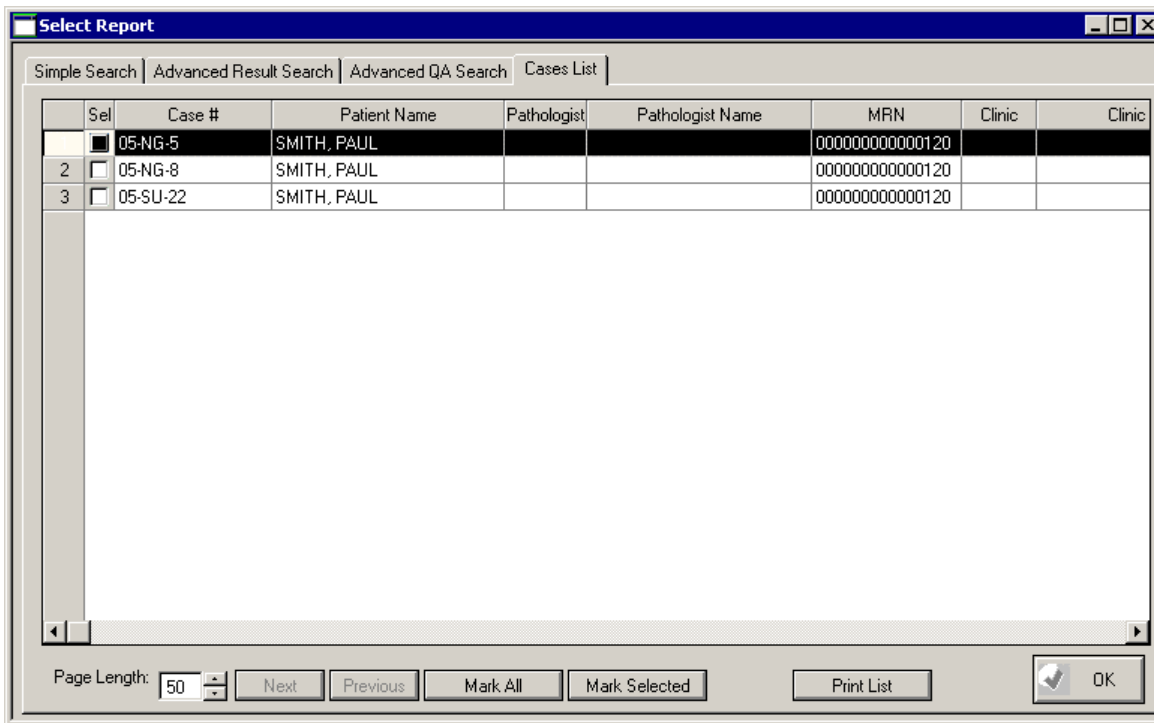 Select Report
Simple Search Advanced Result Search Advanced QA Search Cases List
Sel Case # Patient Name Pathologist Pathologist Name MRN Clinic Clinic
05-NG-5 SMITH, PAUL 000000000000120
2 05-NG-8 SMITH, PAUL 000000000000120
3 05-SU-22 SMITH, PAUL 000000000000120
Page Length: 50 Next Previous Mark All Mark Selected Print List OK